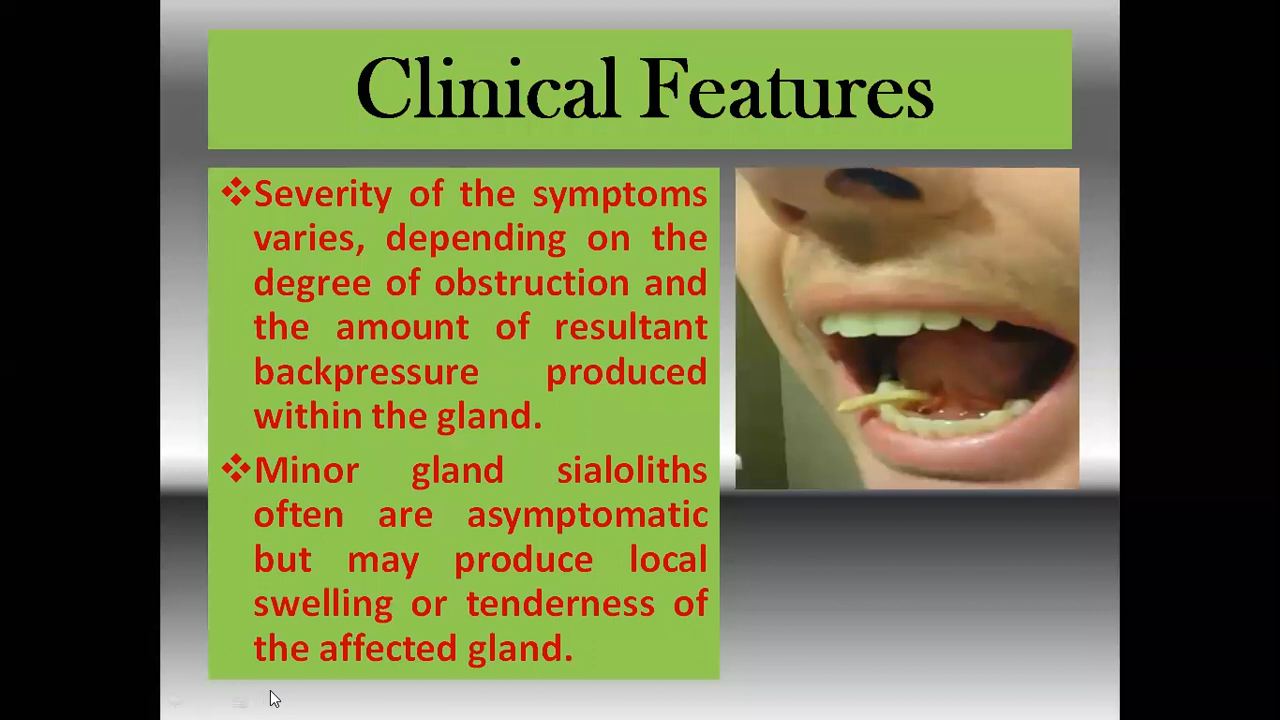 Clinical Features
❖Severity of the symptoms
varies, depending on the
degree of obstruction and
the amount of resultant
backpressure produced
within the gland.
❖Minor gland sialoliths
often are asymptomatic
but may produce local
swelling or tenderness of
the affected gland.